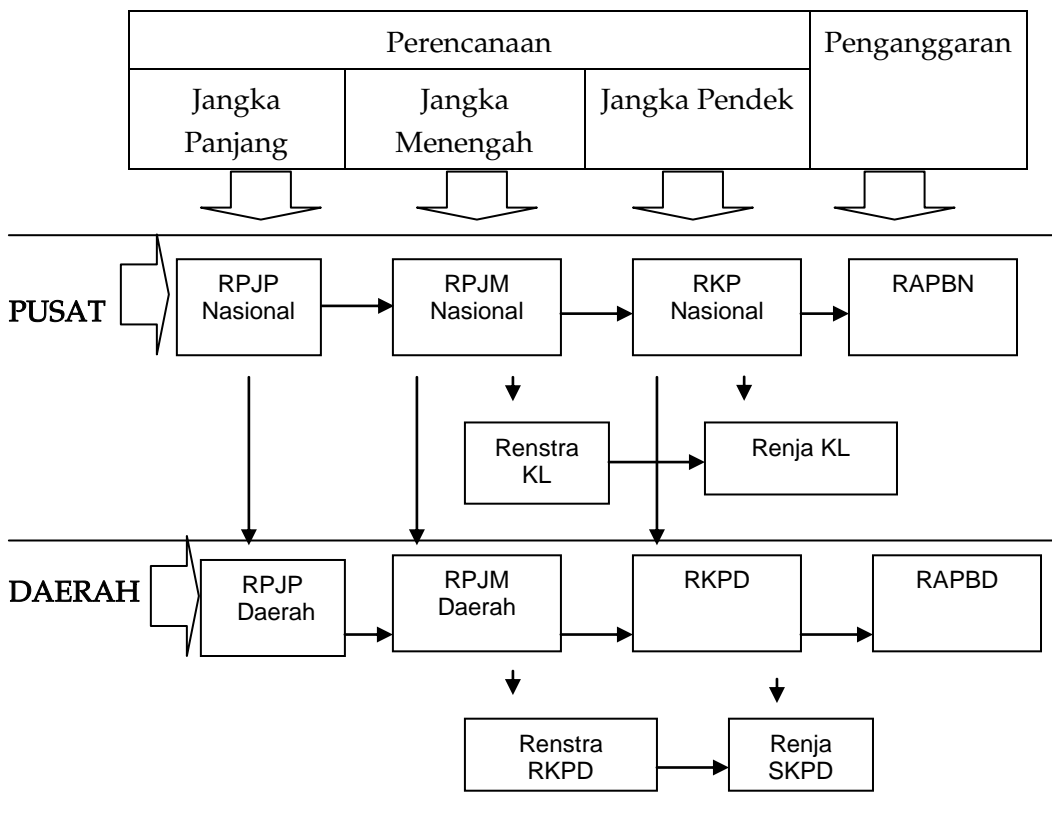 Perencanaan
Penganggaran
Jangka
Panjang
Jangka
Menengah
Jangka Pendek
PUSAT
RPJP
Nasional
RPJM
Nasional
RKP
Nasional
RAPBN
Renstra
KL
Renja KL
DAERAH
RPJP
Daerah
RPJM
Daerah
RKPD
RAPBD
Renstra
RKPD
Renja
SKPD